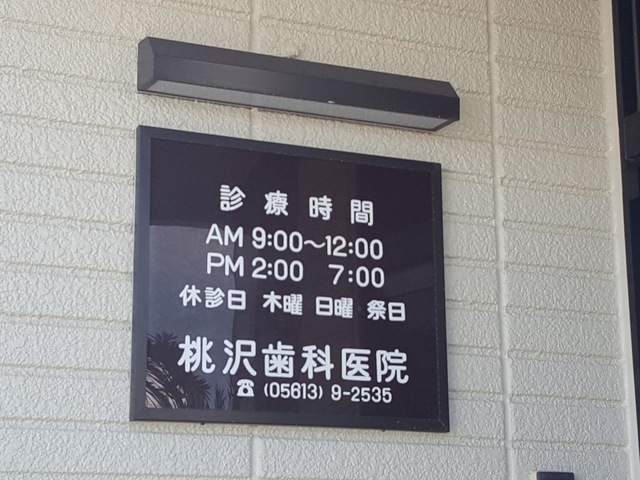 診療時間
AM 9:00～12:00
PM 2:00 7:00
休診日 木曜 日曜 祭日
桃沢歯科医院
☎ (05613) 9-2535